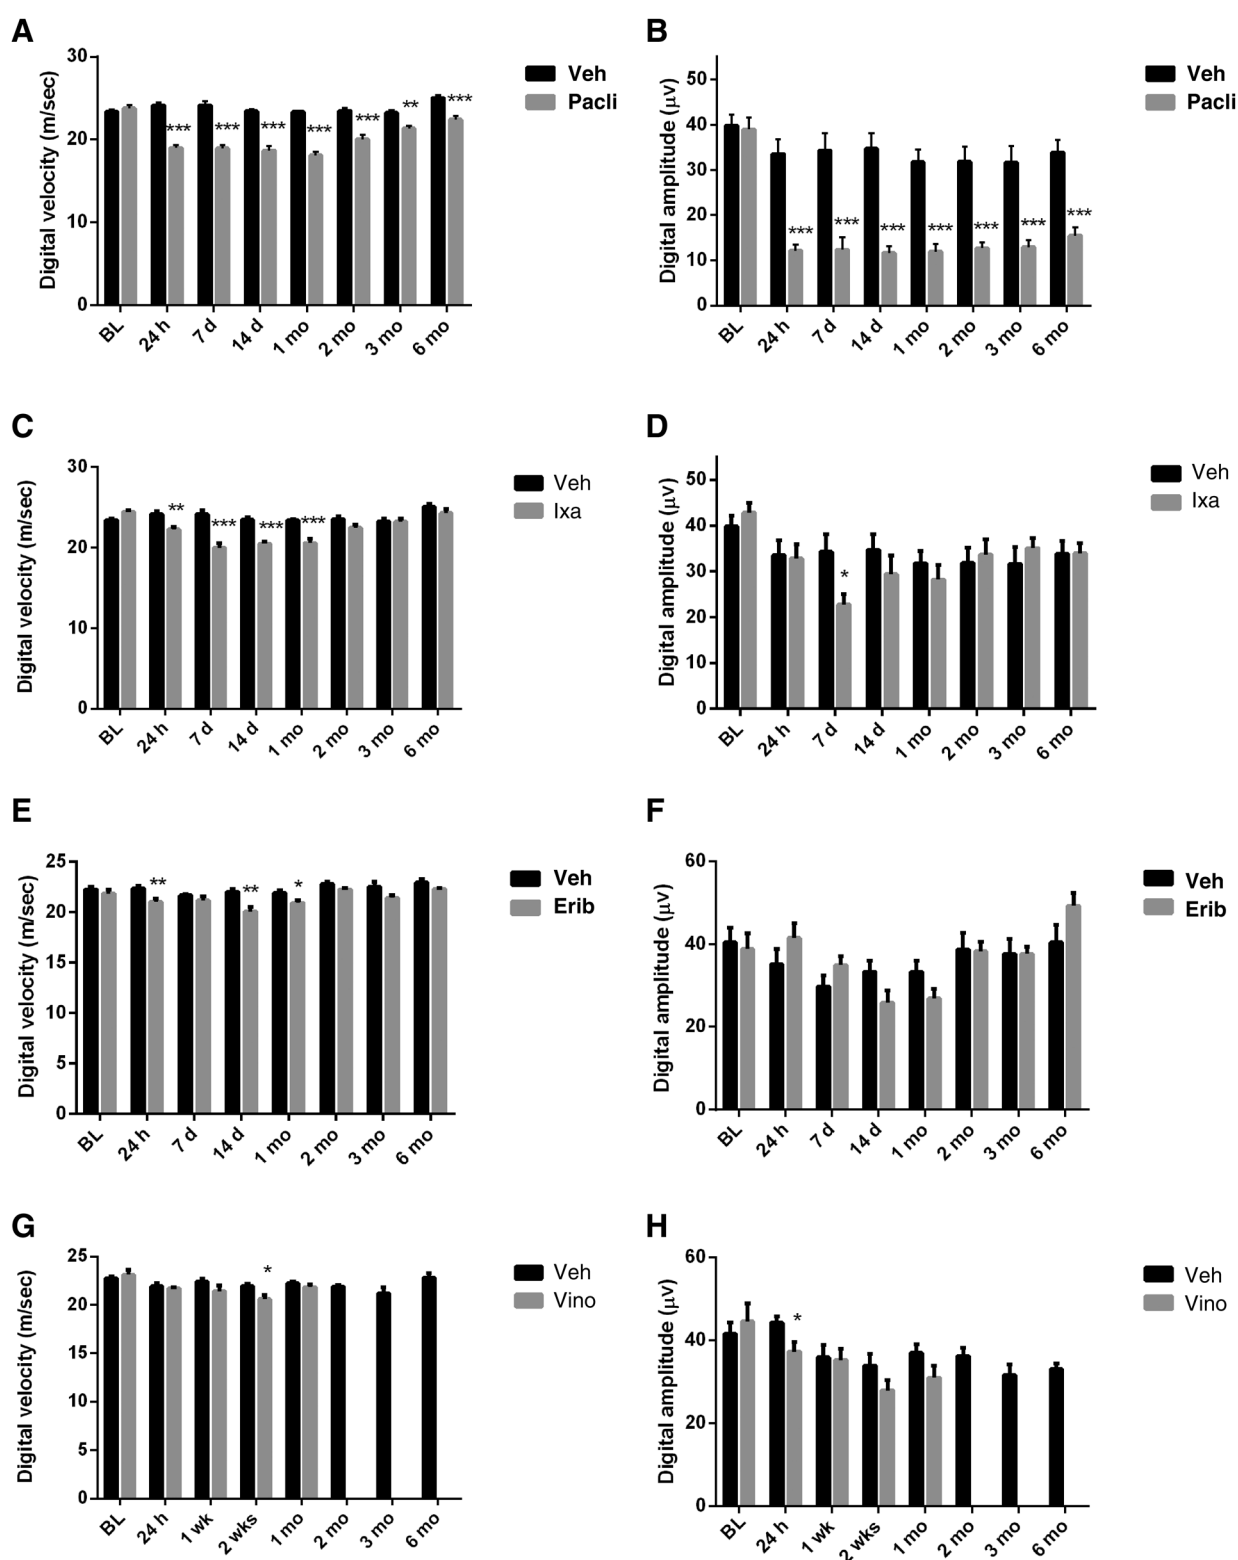 A
Digital velocity (m/sec)
30
20
10
0
*** *** *** *** *** ** ***
BL 24 h 7 d 14 d 1 mo 2 mo 3 mo 6 mo
Veh
Pacli
B
Digital amplitude (μv)
50
40
30
20
10
0
*** *** *** *** *** *** ***
BL 24 h 7 d 14 d 1 mo 2 mo 3 mo 6 mo
Veh
Pacli
C
Digital velocity (m/sec)
30
20
10
0
** *** *** ***
BL 24 h 7 d 14 d 1 mo 2 mo 3 mo 6 mo
Veh
Ixa
D
Digital amplitude (μv)
50
40
30
20
10
0
*
BL 24 h 7 d 14 d 1 mo 2 mo 3 mo 6 mo
Veh
Ixa
E
Digital velocity (m/sec)
25
20
15
10
5
0
** ** *
BL 24 h 7 d 14 d 1 mo 2 mo 3 mo 6 mo
Veh
Erib
F
Digital amplitude (μv)
60
40
20
0
BL 24 h 7 d 14 d 1 mo 2 mo 3 mo 6 mo
Veh
Erib
G
Digital velocity (m/sec)
25
20
15
10
5
0
*
BL 24 h 1 wk 2 wks 1 mo 2 mo 3 mo 6 mo
Veh
Vino
H
Digital amplitude (μv)
60
40
20
0
*
BL 24 h 1 wk 2 wks 1 mo 2 mo 3 mo 6 mo
Veh
Vino